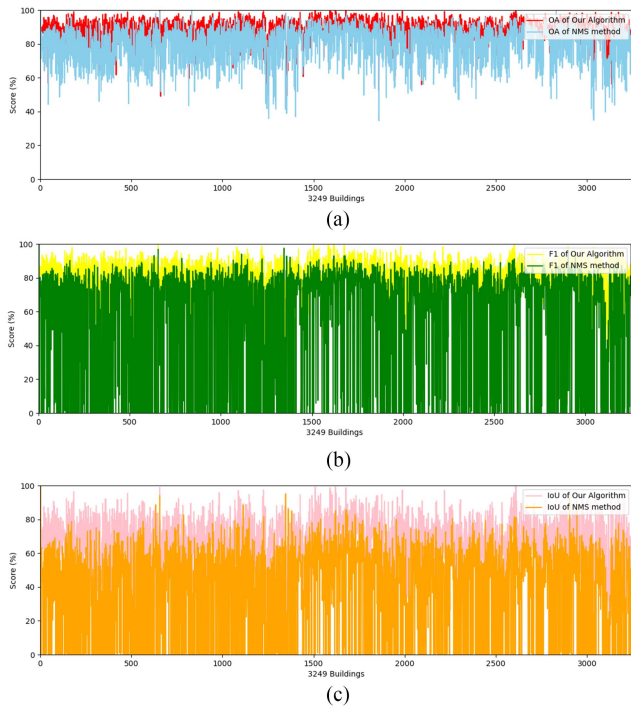 100
80
60
40
20
0
Score (%)
OA of Our Algorithm
OA of NMS method
0 500 1000 1500 2000 2500 3000
3249 Buildings
(a)
100
80
60
40
20
0
Score (%)
F1 of Our Algorithm
F1 of NMS method
0 500 1000 1500 2000 2500 3000
3249 Buildings
(b)
100
80
60
40
20
0
Score (%)
IoU of Our Algorithm
IoU of NMS method
0 500 1000 1500 2000 2500 3000
3249 Buildings
(c)